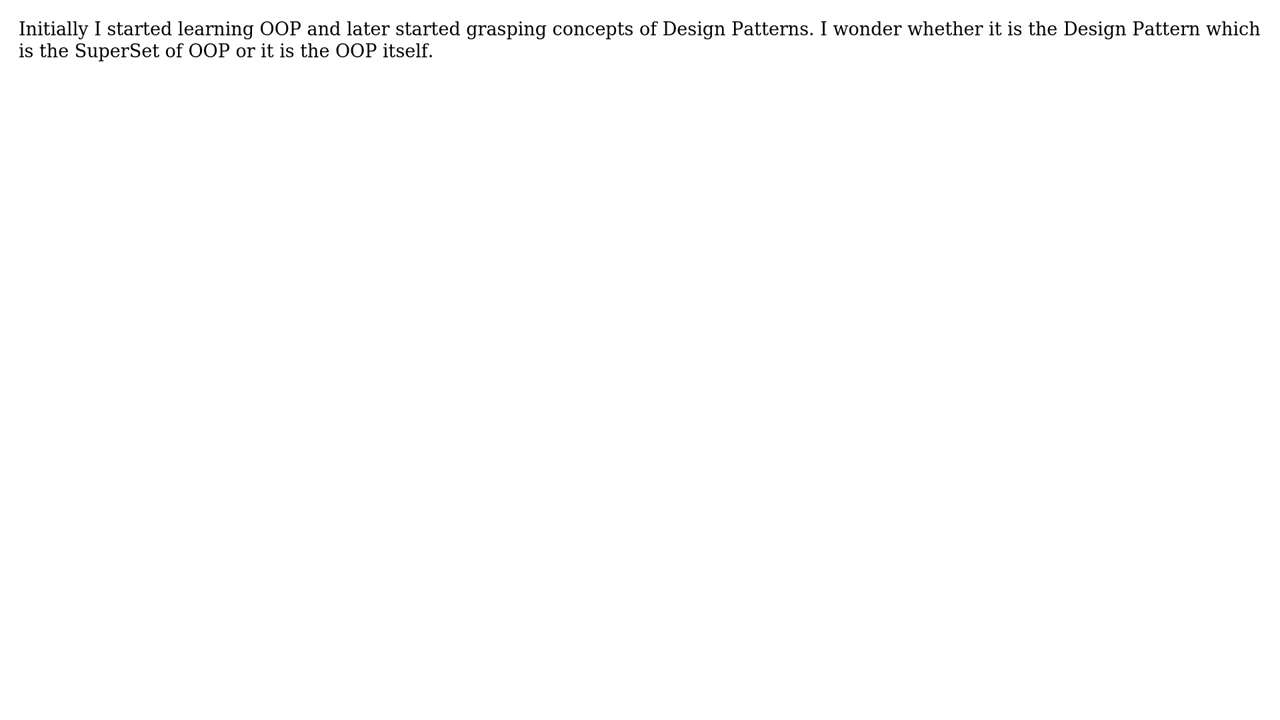 Initially I started learning OOP and later started grasping concepts of Design Patterns. I wonder whether it is the Design Pattern which
is the SuperSet of OOP or it is the OOP itself.